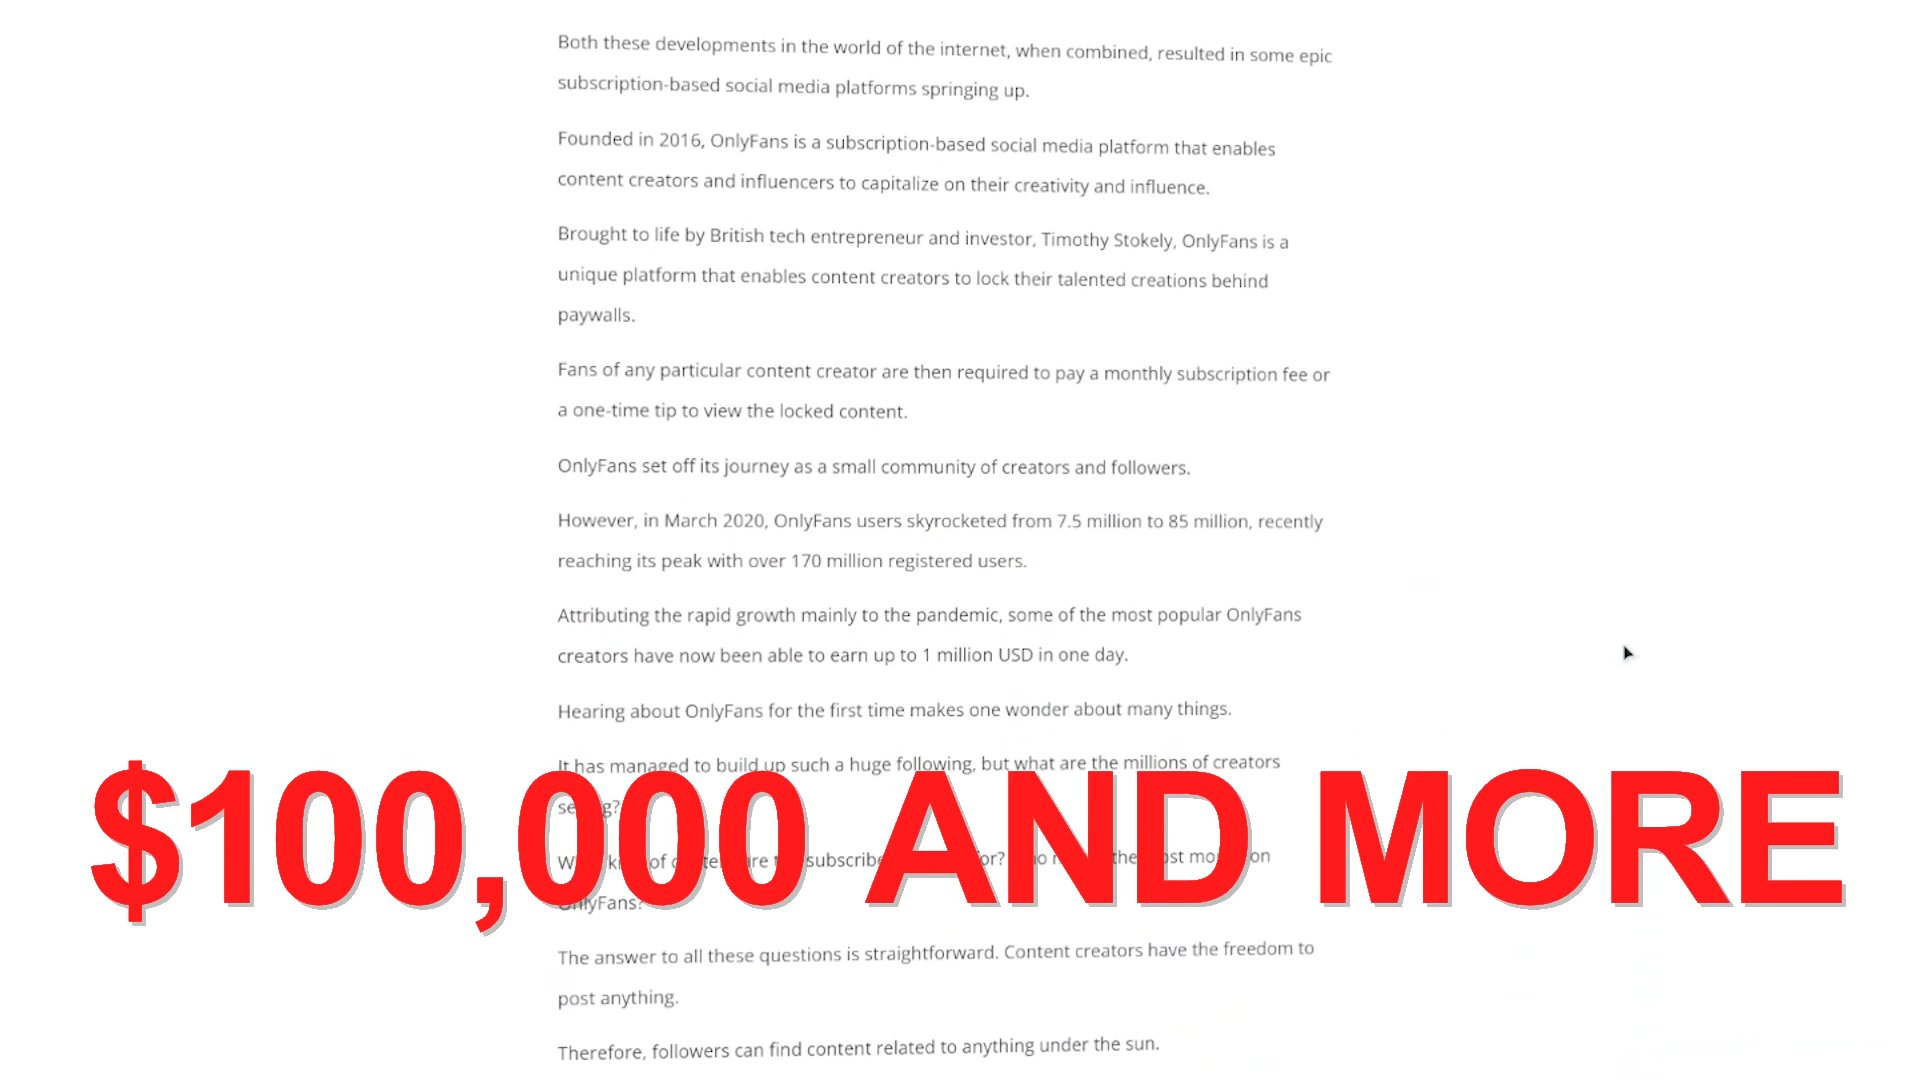 Both these developments in the world of the internet, when combined, resulted in some epic
subscription-based social media platforms springing up.
Founded in 2016, OnlyFans is a subscription-based social media platform that enables
content creators and influencers to capitalize on their creativity and influence.
Brought to life by British tech entrepreneur and investor, Timothy Stokely, OnlyFans is a
unique platform that enables content creators to lock their talented creations behind
paywalls.
Fans of any particular content creator are then required to pay a monthly subscription fee or
a one-time tip to view the locked content.
OnlyFans set off its journey as a small community of creators and followers.
However, in March 2020, OnlyFans users skyrocketed from 7.5 million to 85 million, recently
reaching its peak with over 170 million registered users.
Attributing the rapid growth mainly to the pandemic, some of the most popular OnlyFans
creators have now been able to earn up to 1 million USD in one day.
Hearing about OnlyFans for the first time makes one wonder about many things.
It has managed to build up such a huge following, but what are the millions of creators
$100,000 AND MORE
of on
OnlyFans?
The answer to all these questions is straightforward. Content creators have the freedom to
post anything.
Therefore, followers can find content related to anything under the sun.